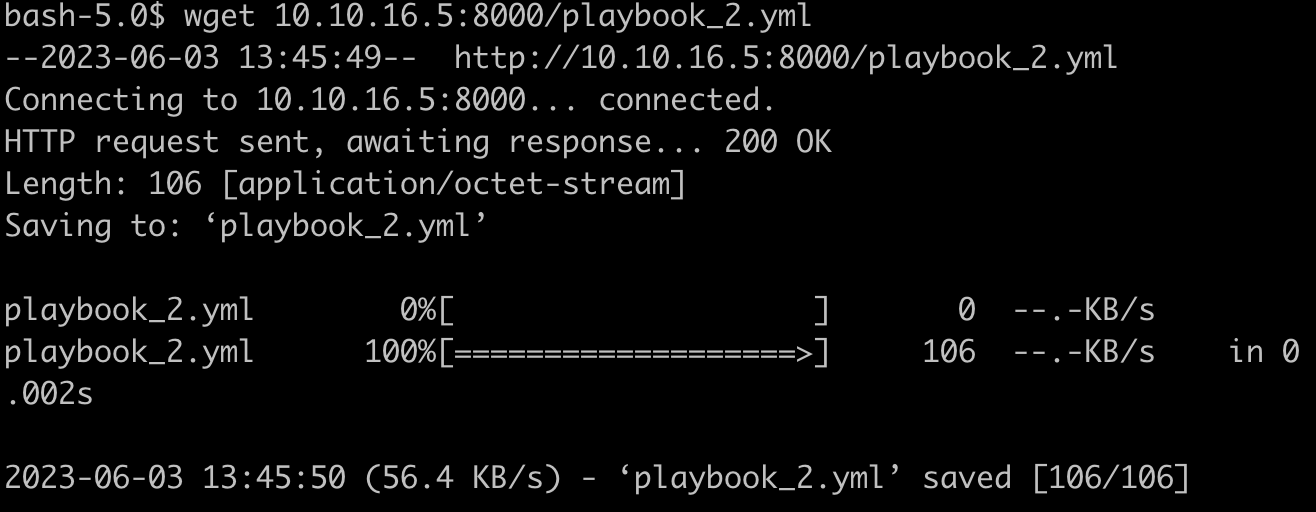 bash-5.0$ wget 10.10.16.5:8000/playbook_2.yml
--2023-06-03 13:45:49--  http://10.10.16.5:8000/playbook_2.yml
Connecting to 10.10.16.5:8000... connected.
HTTP request sent, awaiting response... 200 OK
Length: 106 [application/octet-stream]
Saving to: ‘playbook_2.yml’

playbook_2.yml       0%[                   ]       0  --.-KB/s
playbook_2.yml     100%[===================>]     106  --.-KB/s    in 0
.002s

2023-06-03 13:45:50 (56.4 KB/s) - ‘playbook_2.yml’ saved [106/106]